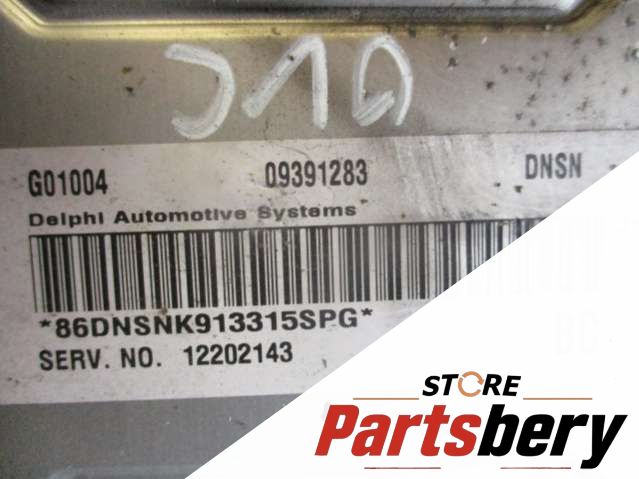 G01004 09391283 DNSN
Delphi Automotive Systems
*86DNSNK913315SPG*
SERV. NO. 12202143
STORE
Partsbery